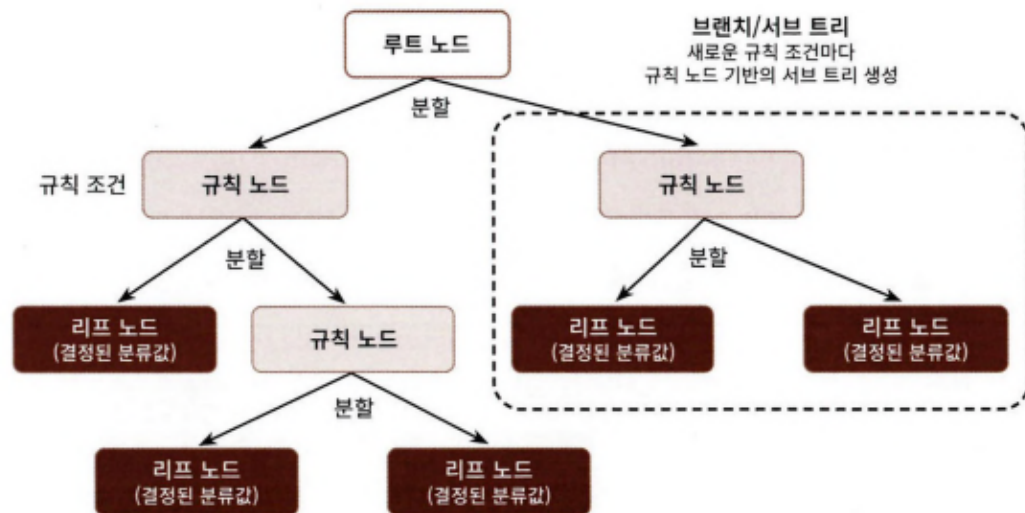 루트 노드
브랜치/서브 트리
새로운 규칙 조건마다
규칙 노드 기반의 서브 트리 생성
분할
규칙 조건
규칙 노드
규칙 노드
분할
분할
리프 노드
(결정된 분류값)
규칙 노드
리프 노드
(결정된 분류값)
리프 노드
(결정된 분류값)
분할
리프 노드
(결정된 분류값)
리프 노드
(결정된 분류값)